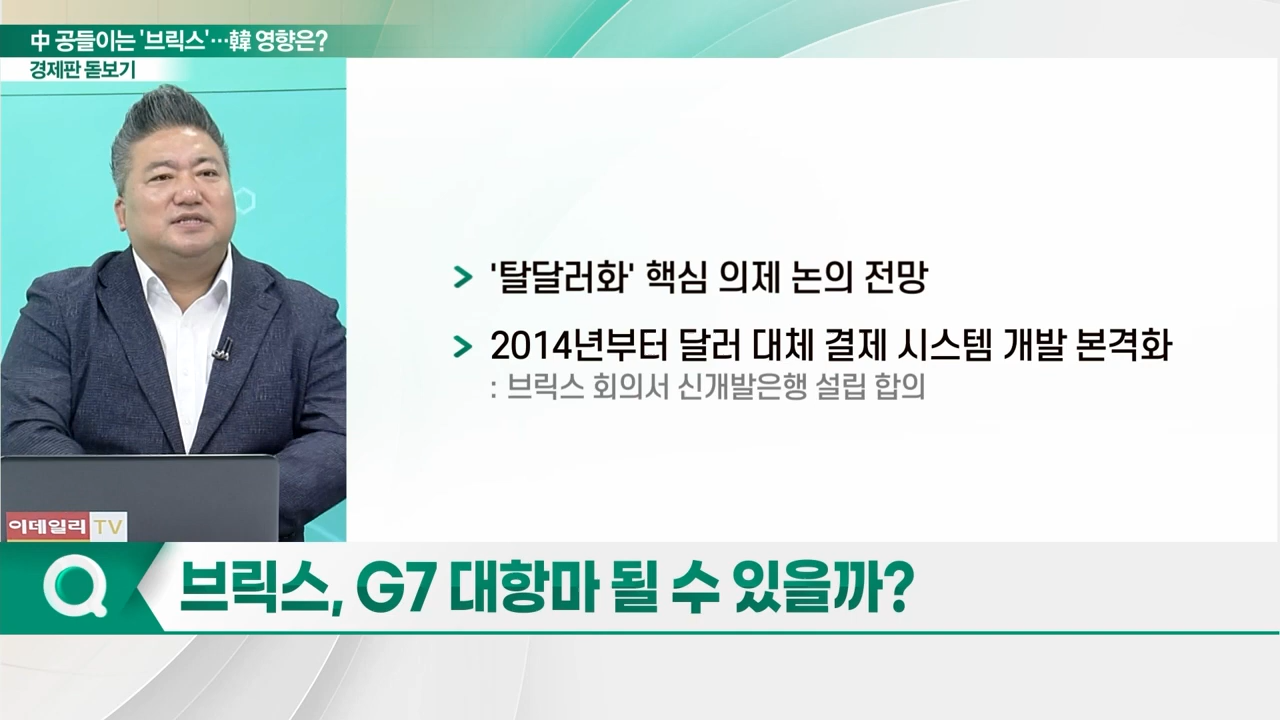 中 공들이는 '브릭스'…韓 영향은?
경제판 돋보기
'탈달러화' 핵심 의제 논의 전망
2014년부터 달러 대체 결제 시스템 개발 본격화
: 브릭스 회의서 신개발은행 설립 합의
이데일리 TV
브릭스, G7 대항마 될 수 있을까?